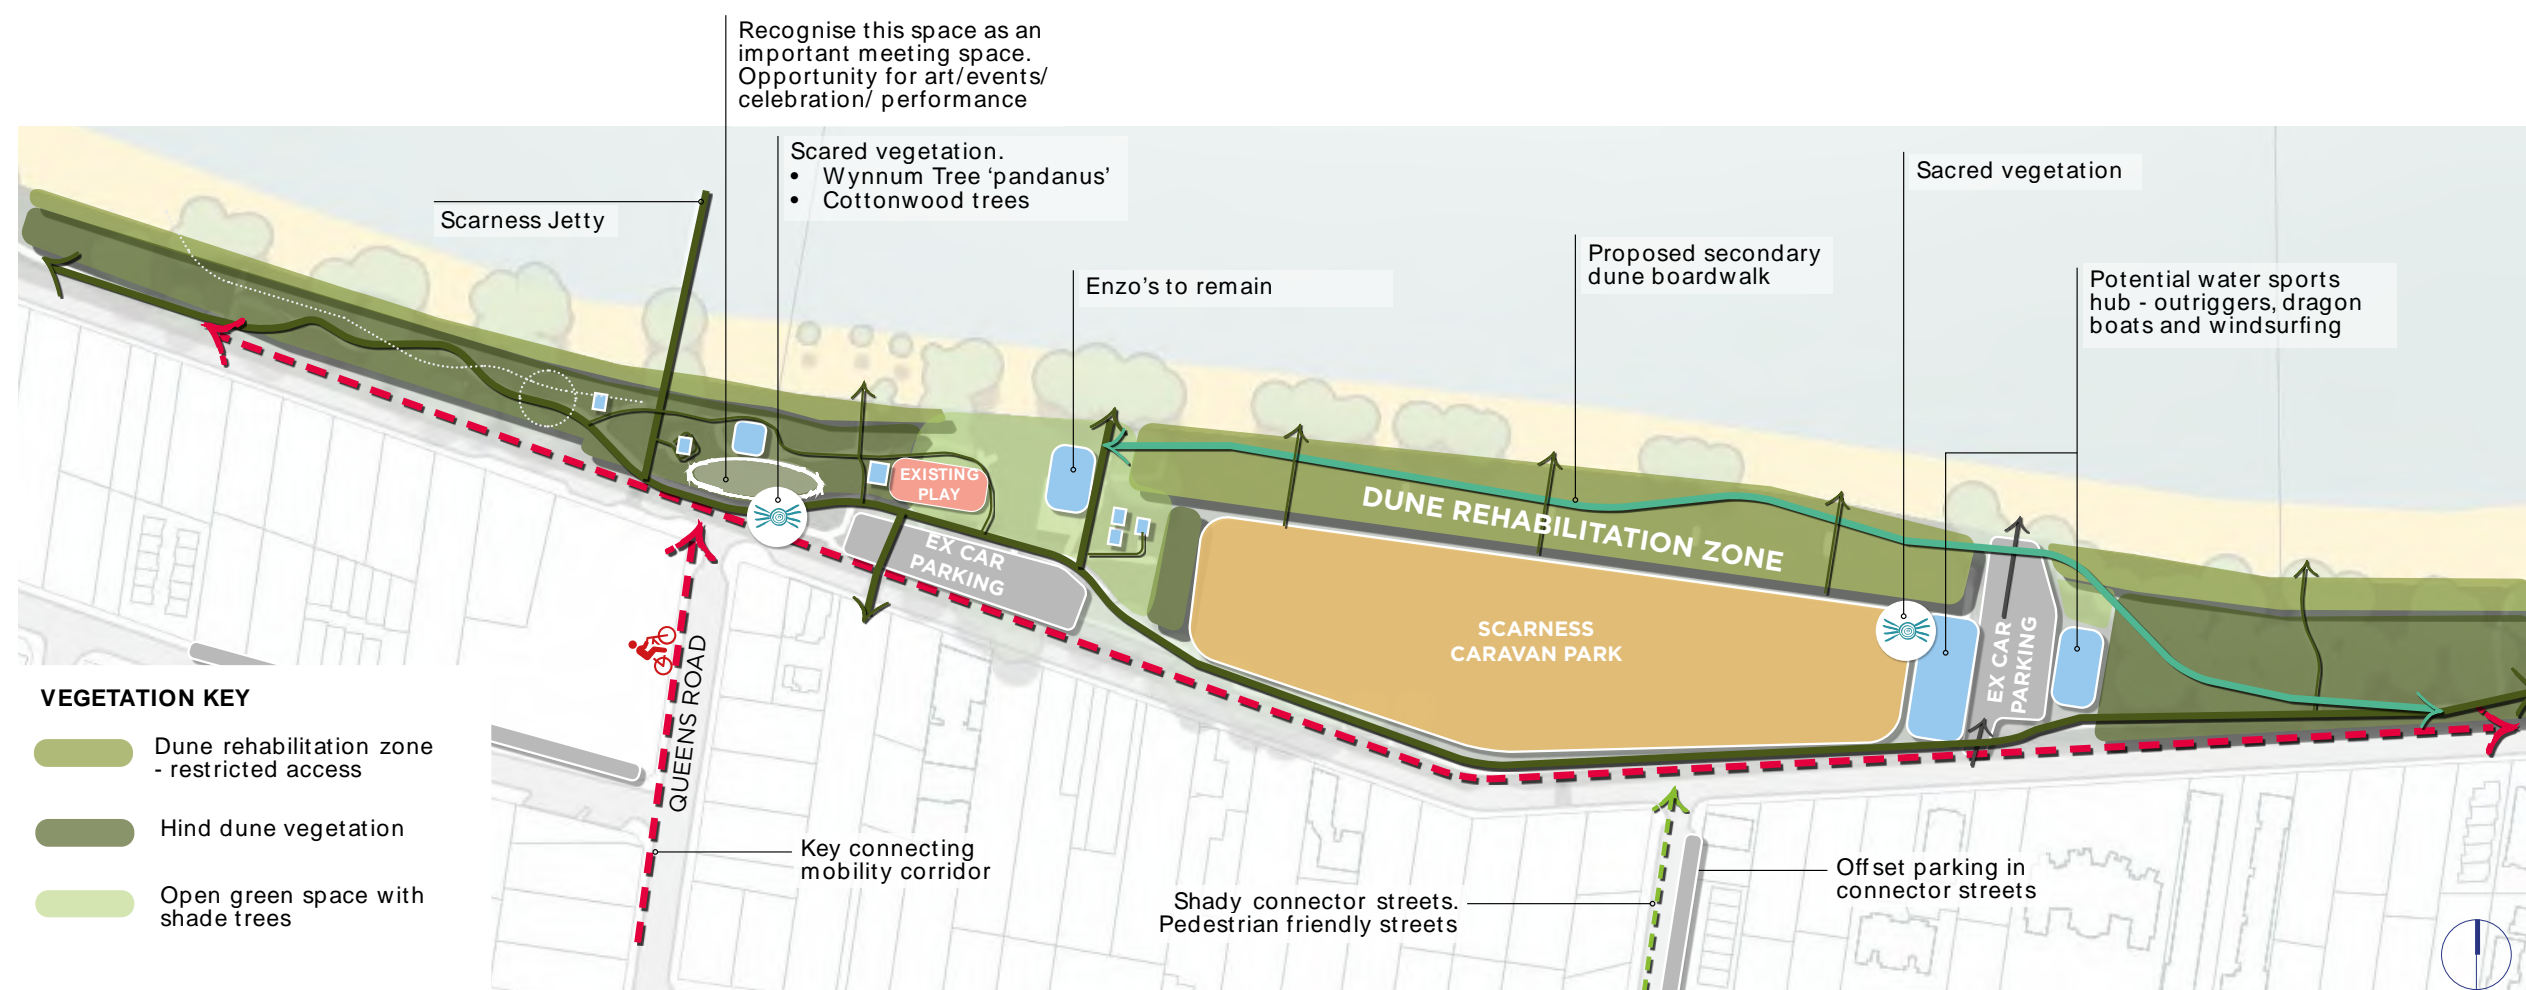 Recognise this space as an
important meeting space.
Opportunity for art/events/
celebration/ performance
Scared vegetation.
• Wynnum Tree ‘pandanus’
• Cottonwood trees
Sacred vegetation
Scarness Jetty
Proposed secondary
dune boardwalk
Enzo’s to remain
Potential water sports
hub - outriggers, dragon
boats and windsurfing
EXISTING
PLAY
DUNE REHABILITATION ZONE
EX CAR
PARKING
SCARNESS
CARAVAN PARK
EX CAR
PARKING
QUEENS ROAD
VEGETATION KEY
Dune rehabilitation zone
- restricted access
Hind dune vegetation
Open green space with
shade trees
Key connecting
mobility corridor
Shady connector streets.
Pedestrian friendly streets
Offset parking in
connector streets